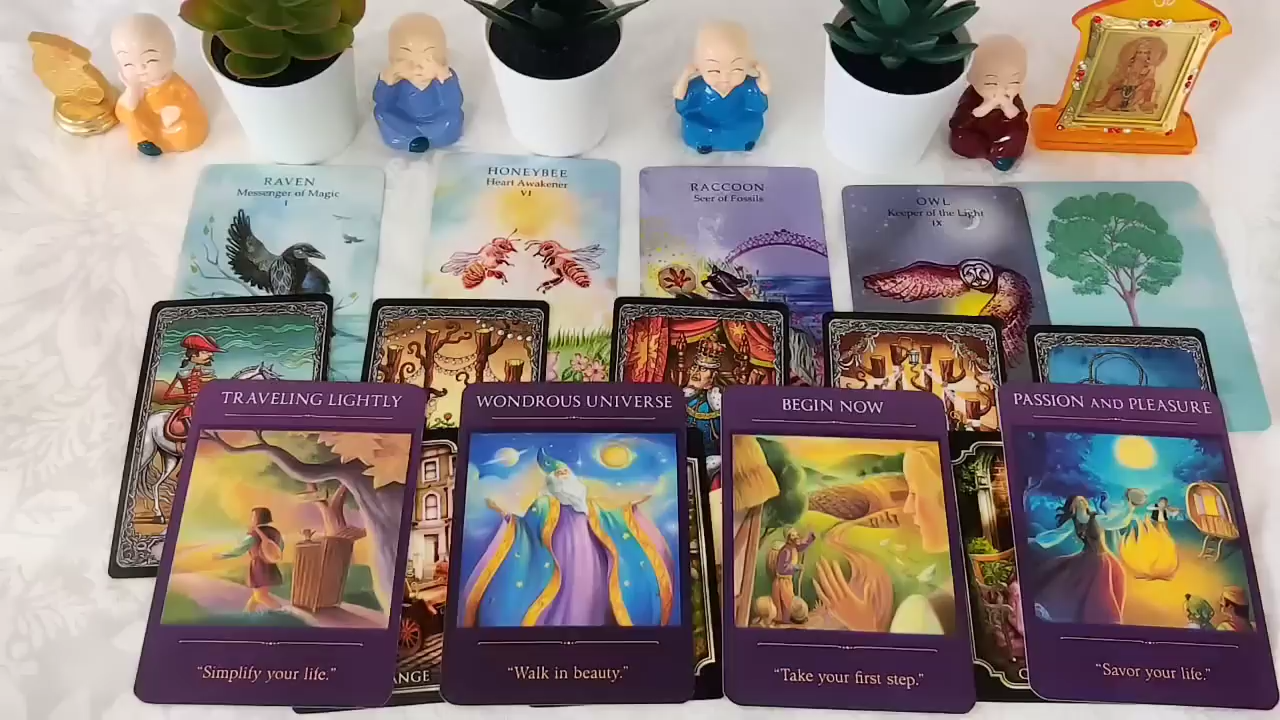 RAVEN
Messenger of Magic
I
HONEYBEE
Heart Awakener
VI
RACCOON
Seer of Fossils
OWL
Keeper of the Light
IX
TRAVELING LIGHTLY
"Simplify your life."
WONDROUS UNIVERSE
"Walk in beauty."
BEGIN NOW
"Take your first step."
PASSION AND PLEASURE
"Savor your life."
ANGE